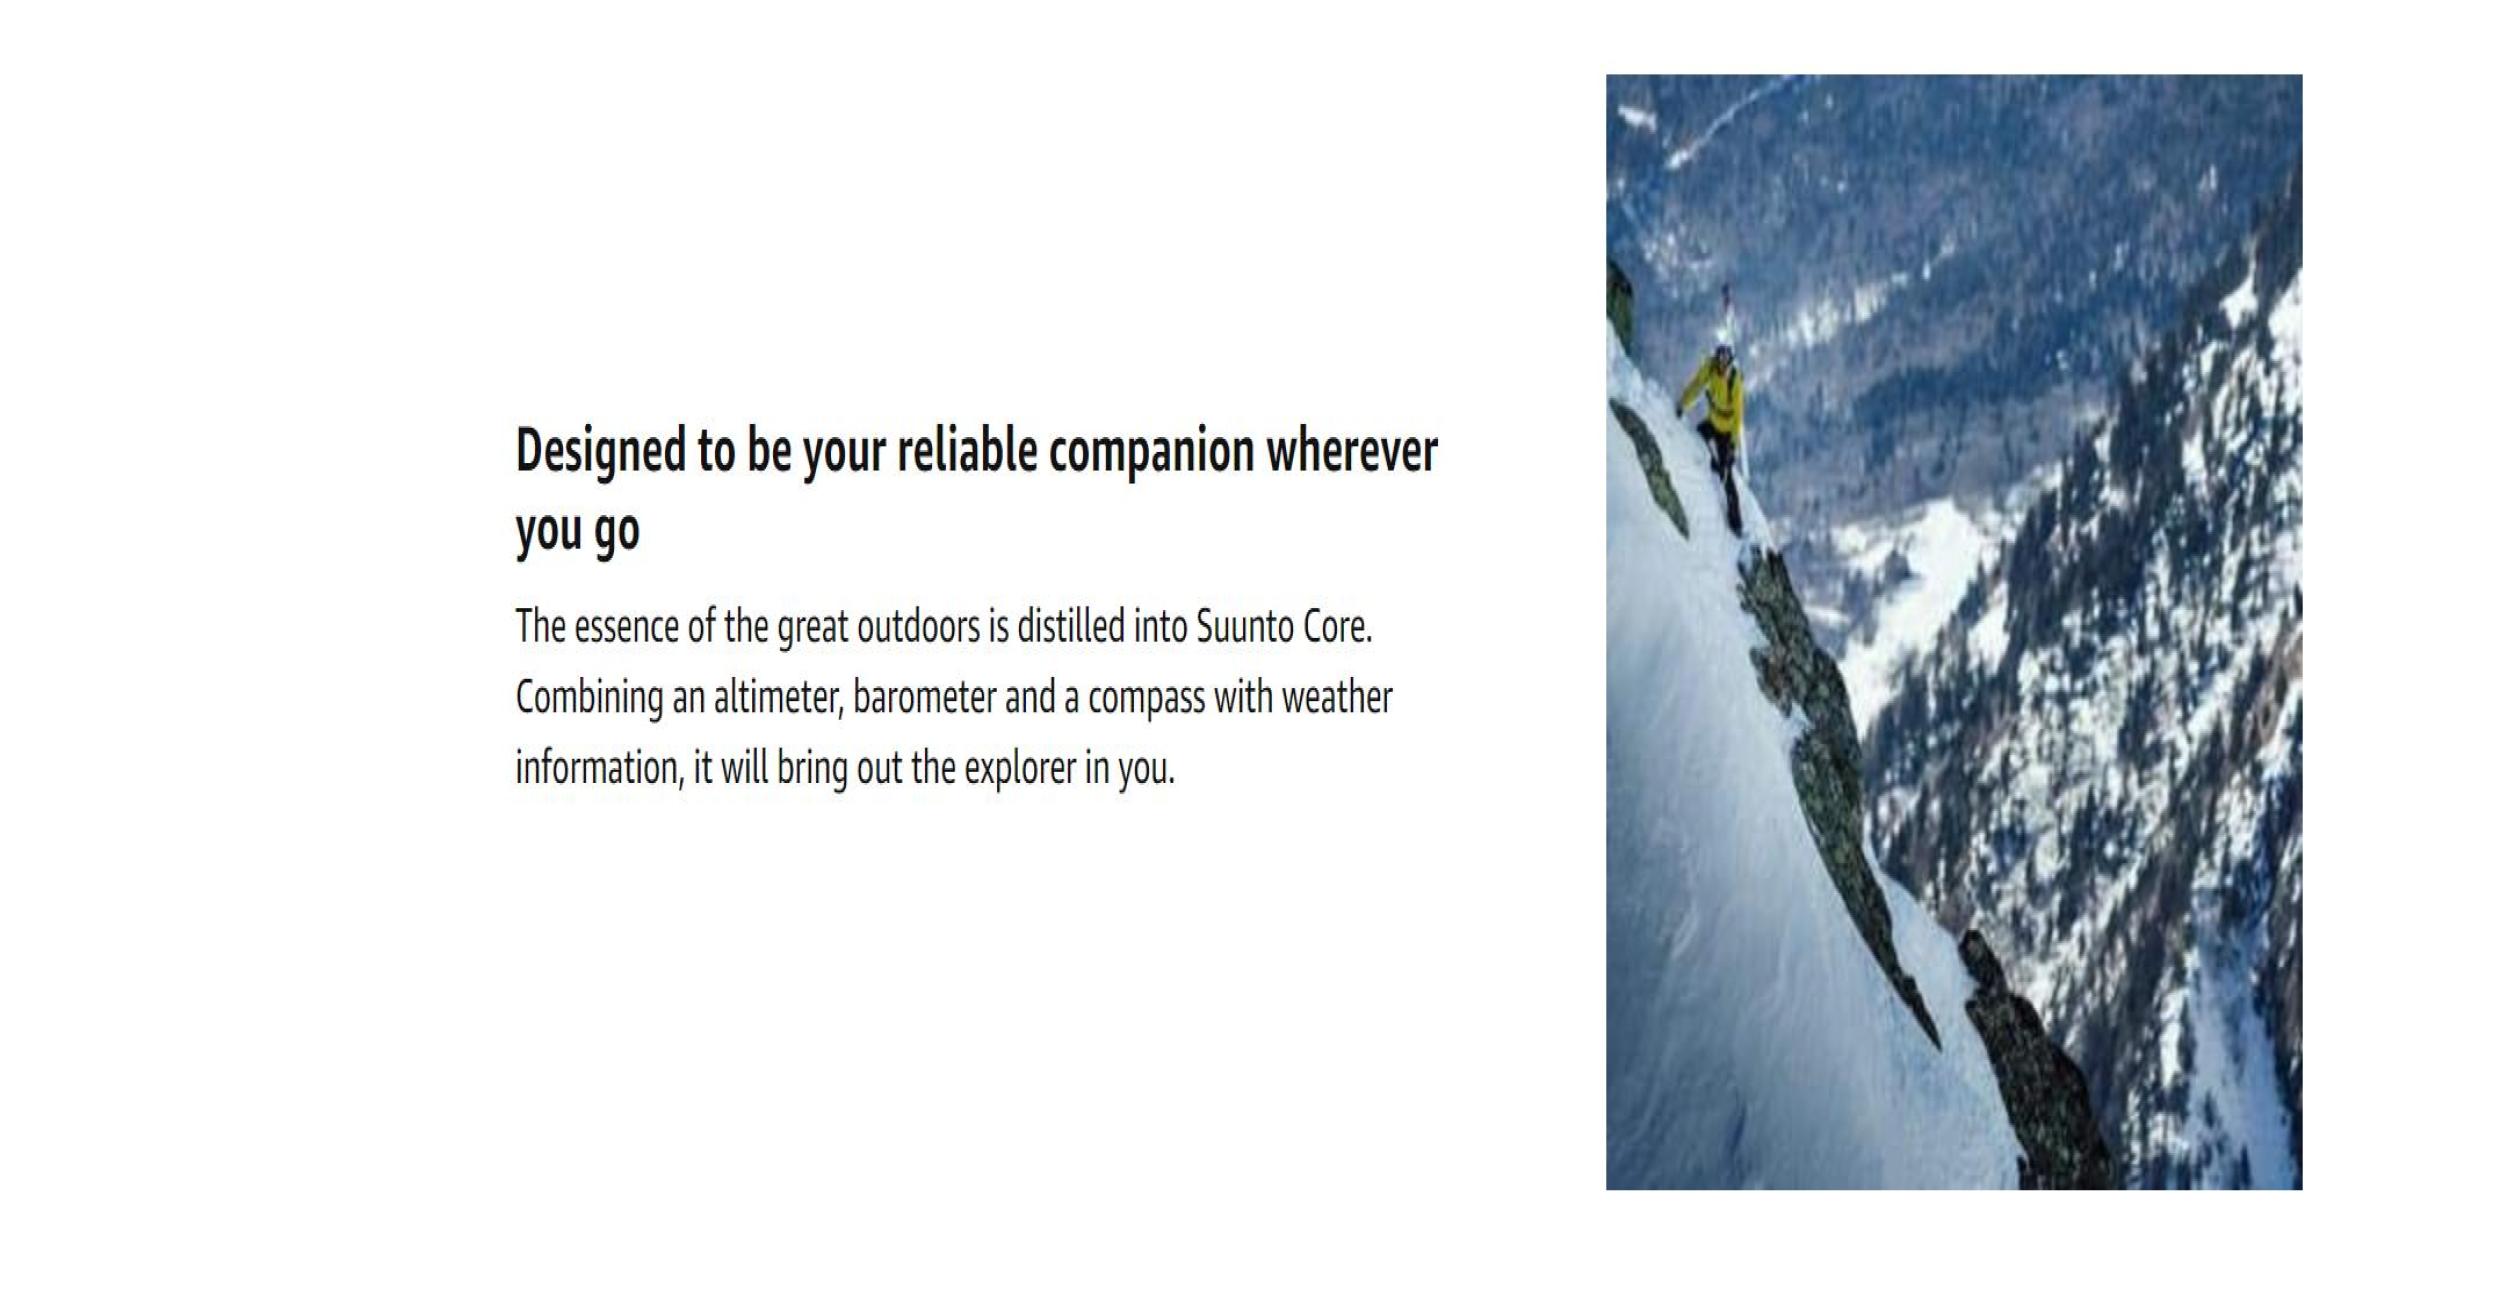 Designed to be your reliable companion wherever
you go
The essence of the great outdoors is distilled into Suunto Core.
Combining an altimeter, barometer and a compass with weather
information, it will bring out the explorer in you.